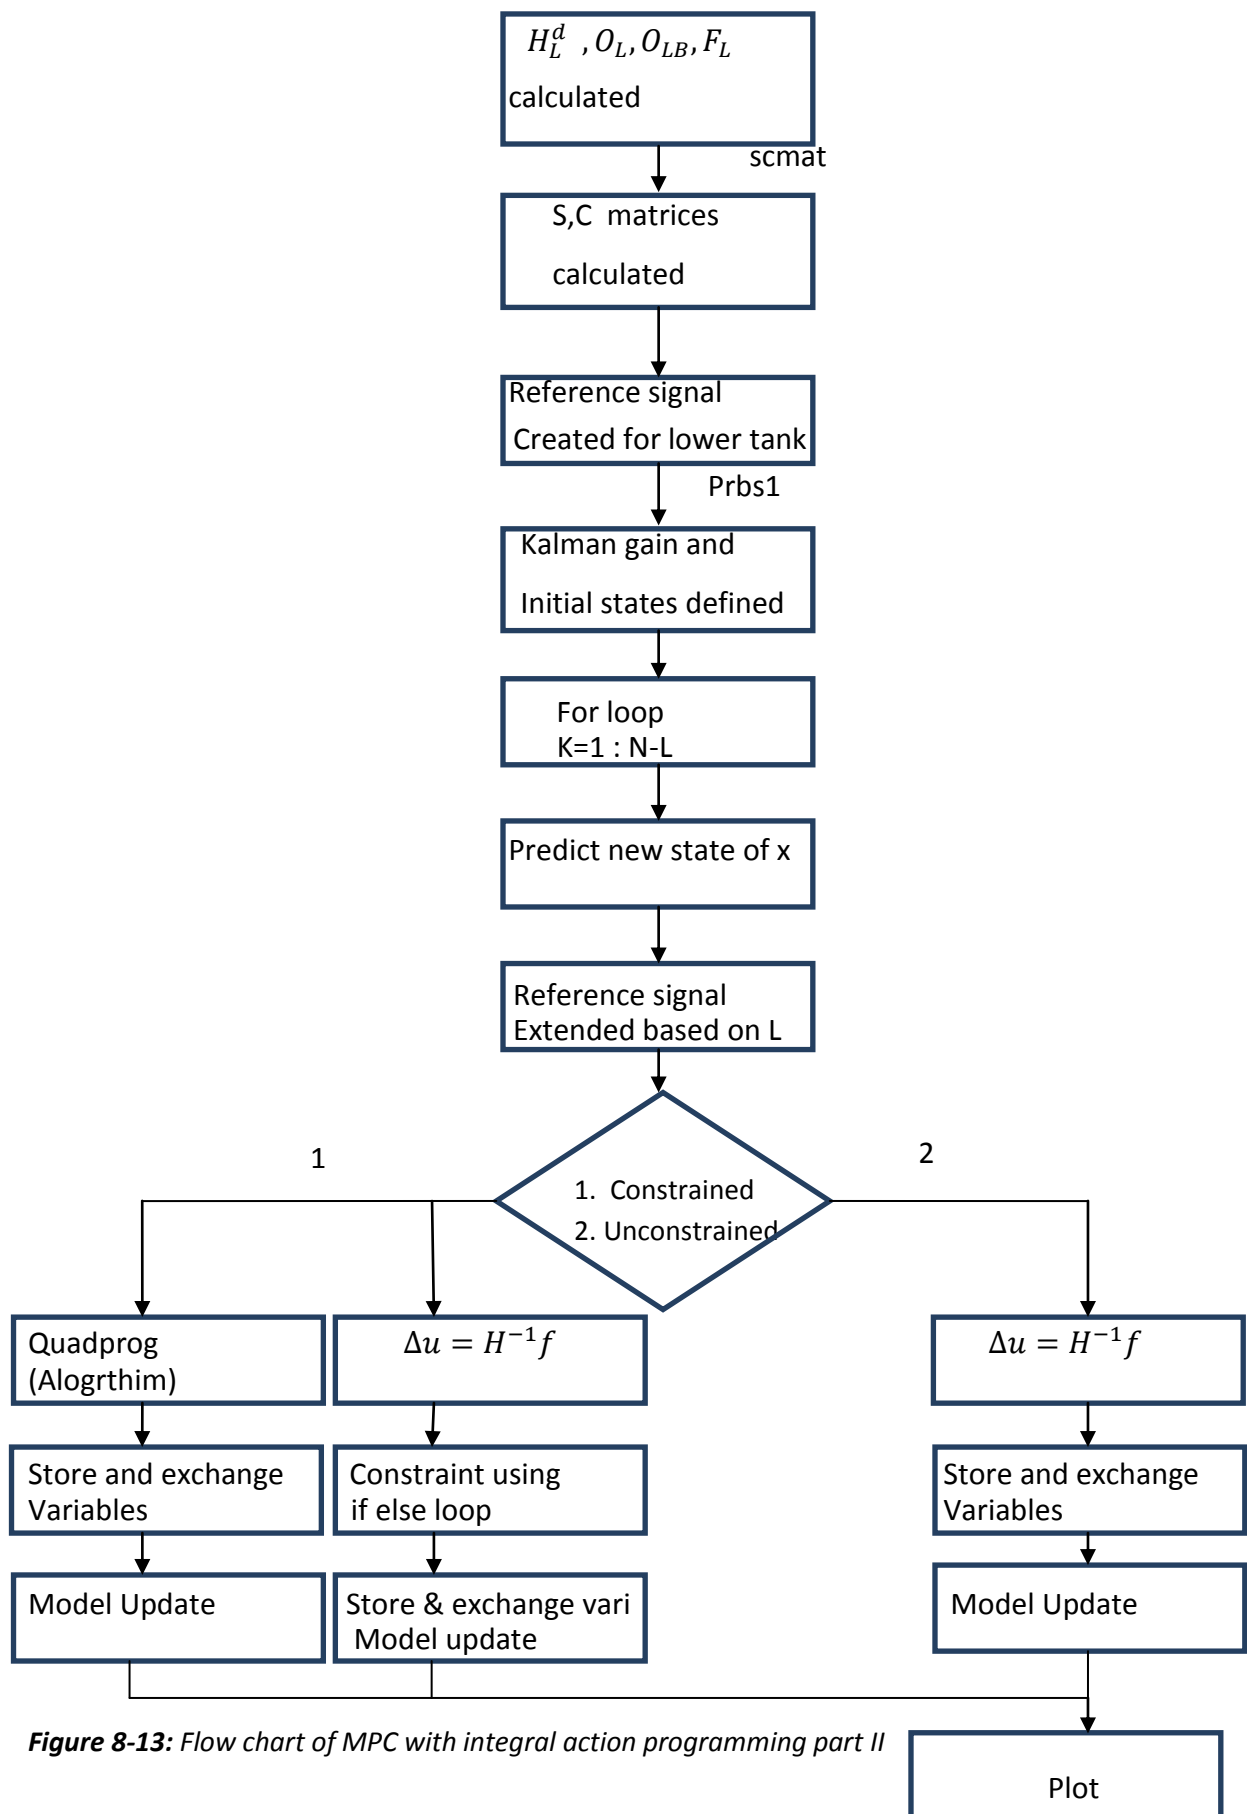 H_L^d , O_L, O_LB, F_L
calculated
scmat
S,C matrices
calculated
Reference signal
Created for lower tank
Prbs1
Kalman gain and
Initial states defined
For loop
K=1 : N-L
Predict new state of x
Reference signal
Extended based on L
1
2
1. Constrained
2. Unconstrained
Quadprog
(Alogrthim)
Δu = H⁻¹f
Δu = H⁻¹f
Store and exchange
Variables
Constraint using
if else loop
Store and exchange
Variables
Model Update
Store & exchange vari
Model update
Model Update
Figure 8-13: Flow chart of MPC with integral action programming part II
Plot